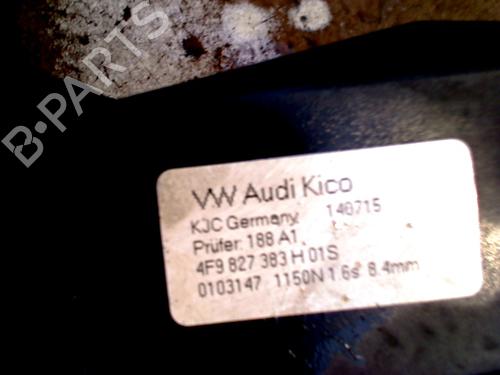 B-PARTS
VW Audi Kico
KJC Germany 140715
Prüfer: 188 A1
4F9 827 383 H 01S
0103147 1150N 1.6s 8.4mm